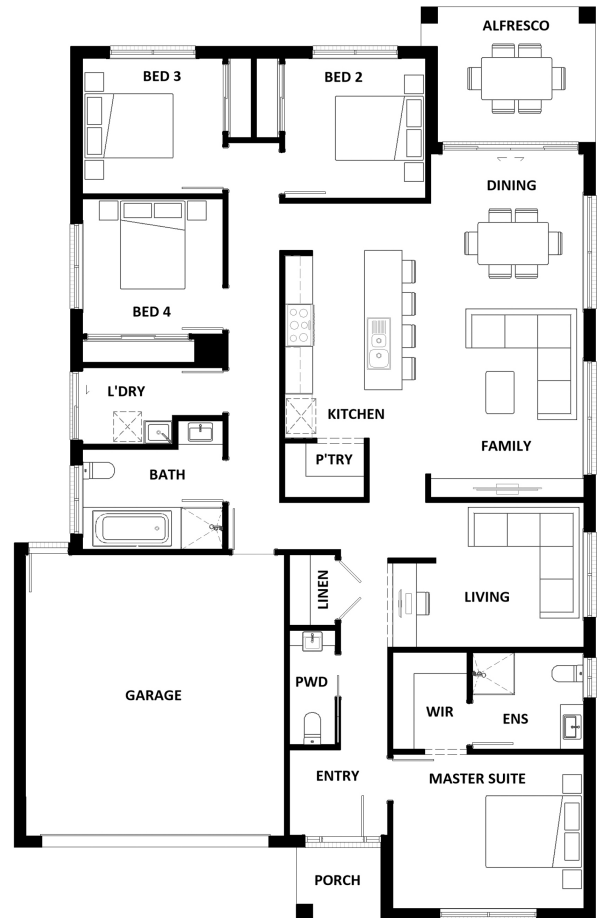 ALFRESCO
BED 3
BED 2
DINING
BED 4
L'DRY
KITCHEN
FAMILY
P'TRY
BATH
LINEN
LIVING
GARAGE
PWD
WIR
ENS
ENTRY
MASTER SUITE
PORCH